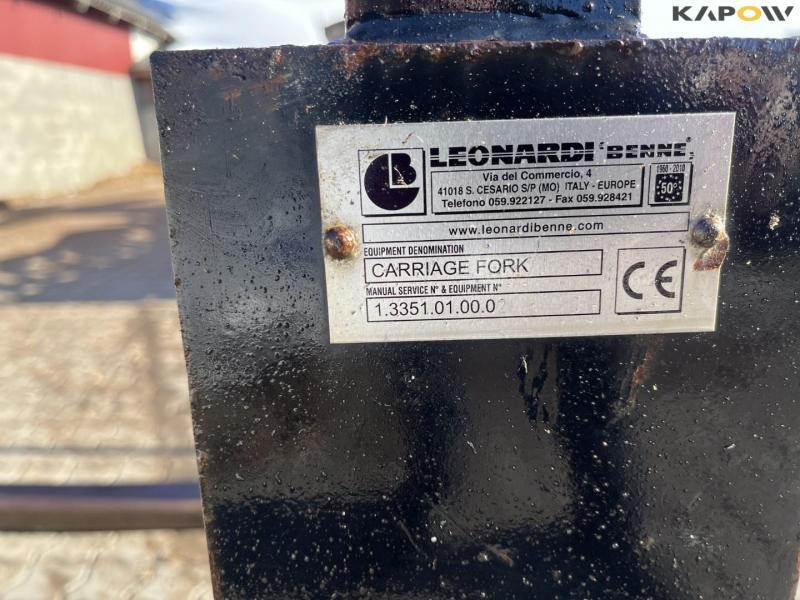 KAPOW
LEONARDI BENNE®
Via del Commercio, 4
41018 S. CESARIO S/P (MO) ITALY - EUROPE
Telefono 059.922127 - Fax 059.928421
1960 - 2010
50°
www.leonardibenne.com
EQUIPMENT DENOMINATION
CARRIAGE FORK
MANUAL SERVICE N° & EQUIPMENT N°
1.3351.01.00.02
CE